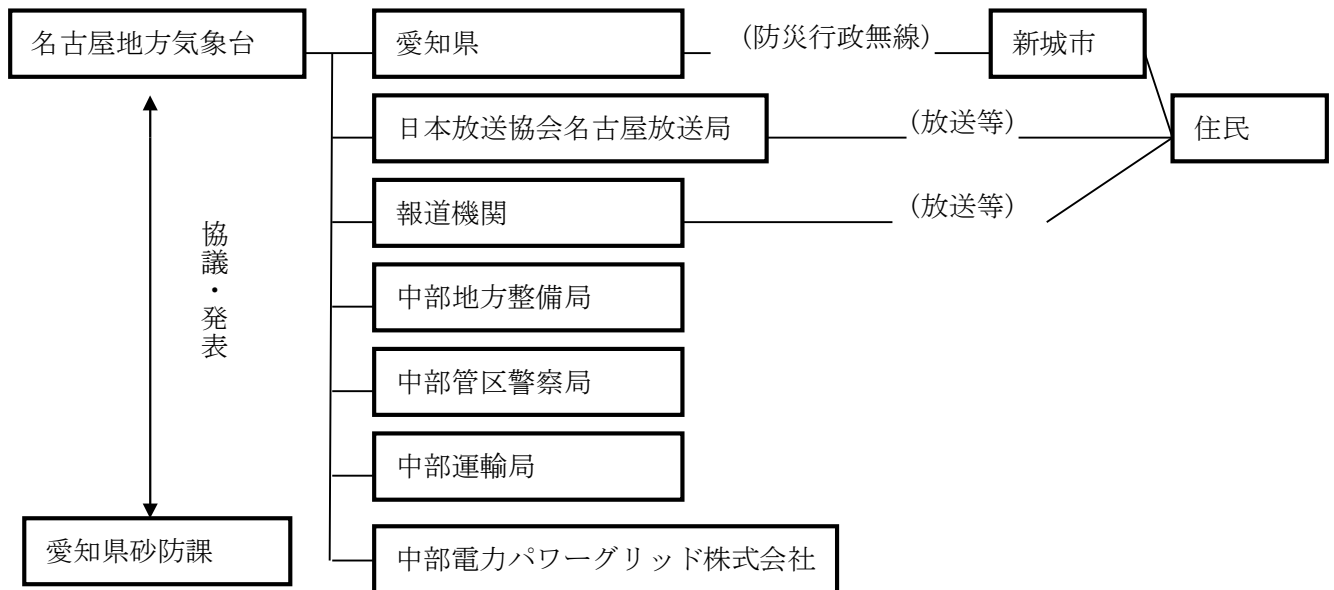 名古屋地方気象台
愛知県
(防災行政無線)
新城市
日本放送協会名古屋放送局
(放送等)
住民
報道機関
(放送等)
協議・発表
中部地方整備局
中部管区警察局
中部運輸局
愛知県砂防課
中部電力パワーグリッド株式会社